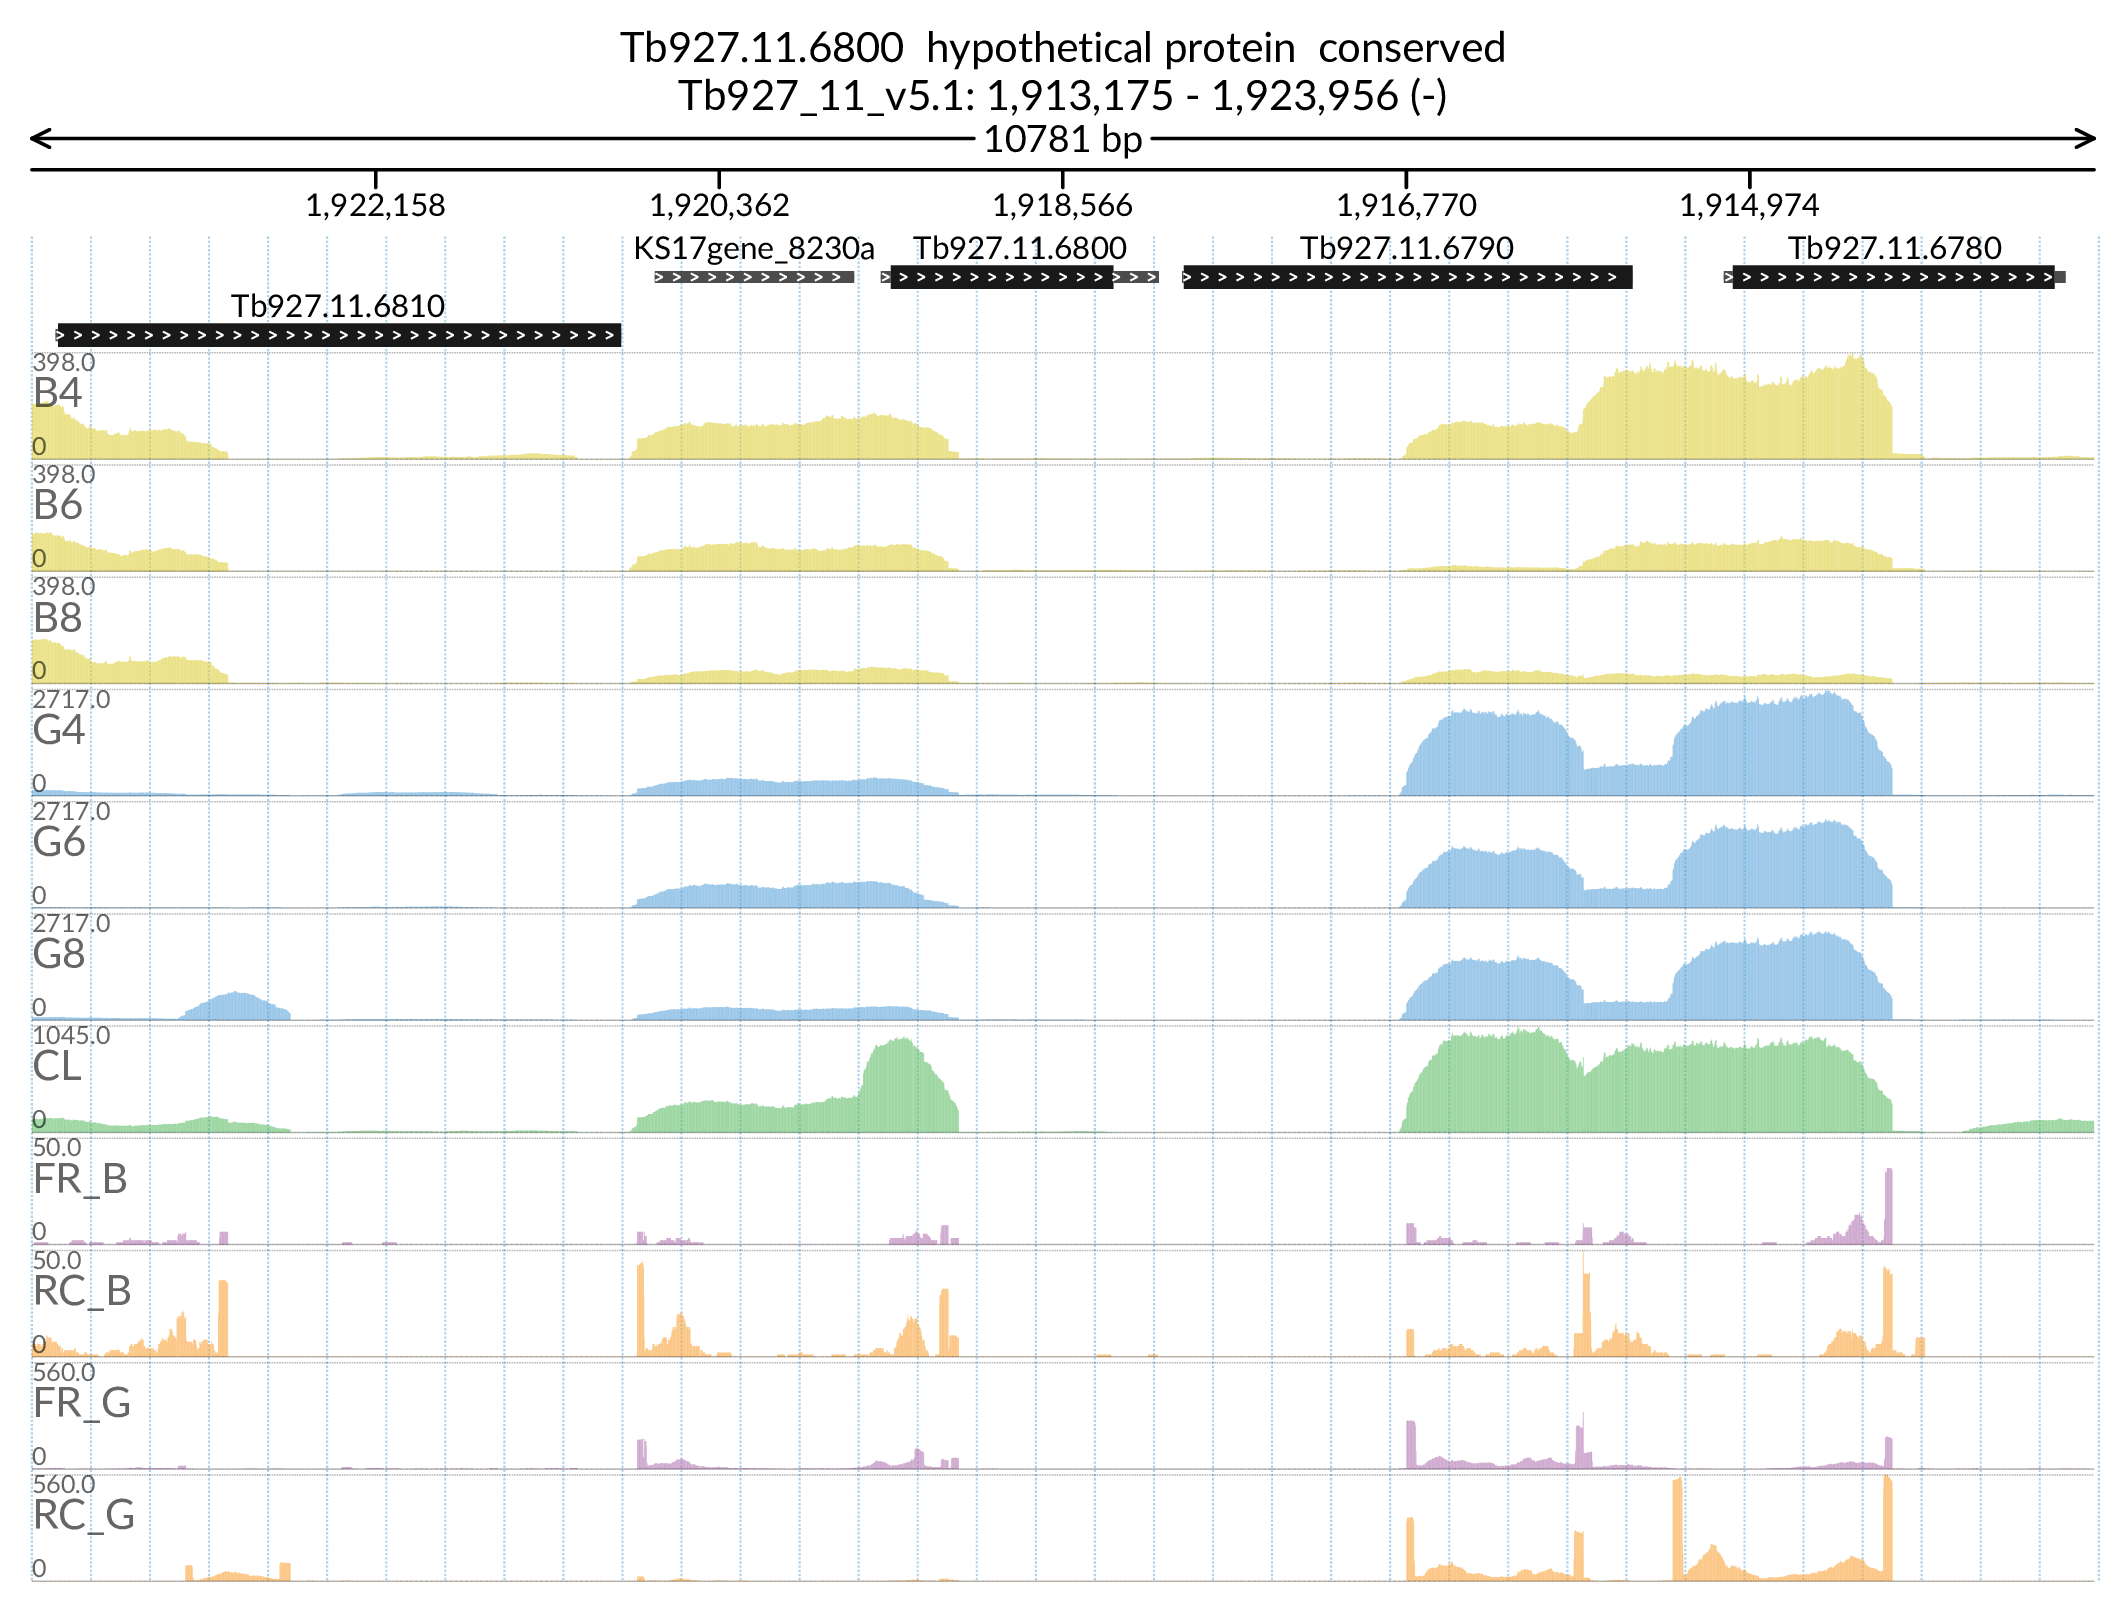 Tb927.11.6800 hypothetical protein conserved
Tb927_11_v5.1: 1,913,175 - 1,923,956 (-)
10781 bp
1,922,158 1,920,362 1,918,566 1,916,770 1,914,974
KS17gene_8230a Tb927.11.6800 Tb927.11.6790 Tb927.11.6780
Tb927.11.6810
398.0
B4
0
398.0
B6
0
398.0
B8
0
2717.0
G4
0
2717.0
G6
0
2717.0
G8
0
1045.0
CL
0
50.0
FR_B
0
50.0
RC_B
0
560.0
FR_G
0
560.0
RC_G
0